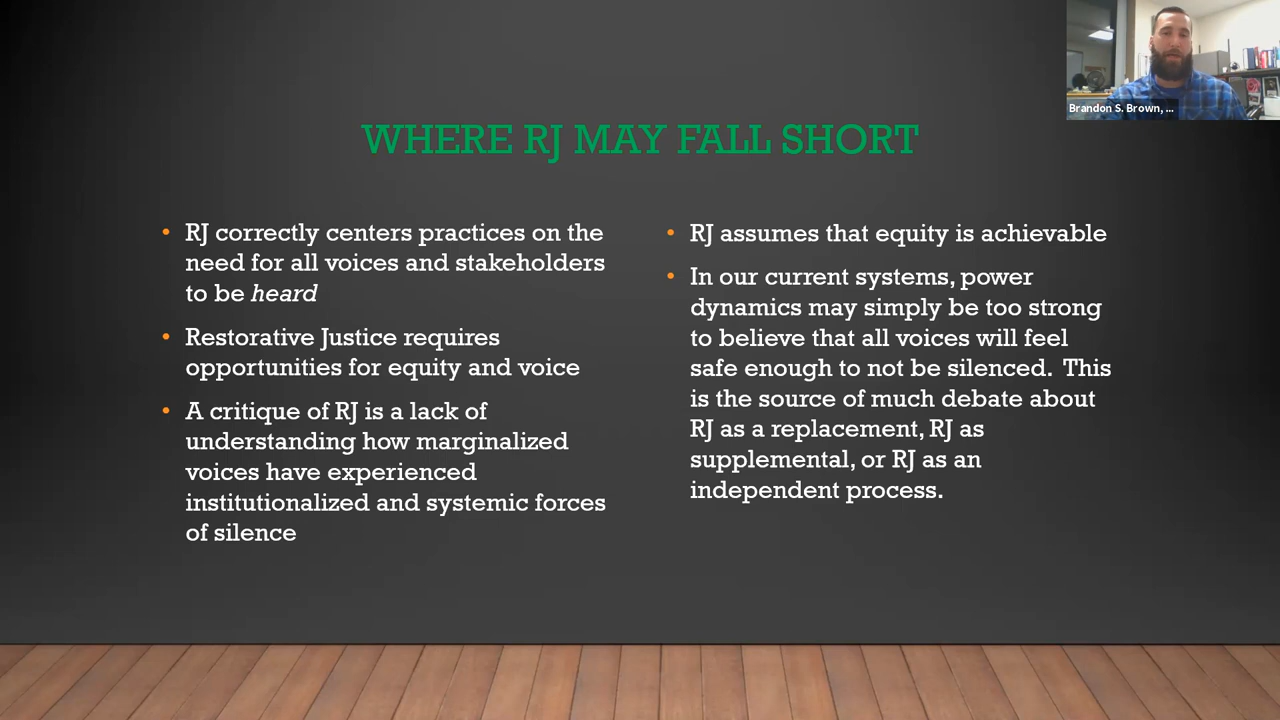 Brandon S. Brown, ...
WHERE RJ MAY FALL SHORT
• RJ correctly centers practices on the
need for all voices and stakeholders
to be heard
• Restorative Justice requires
opportunities for equity and voice
• A critique of RJ is a lack of
understanding how marginalized
voices have experienced
institutionalized and systemic forces
of silence
• RJ assumes that equity is achievable
• In our current systems, power
dynamics may simply be too strong
to believe that all voices will feel
safe enough to not be silenced.  This
is the source of much debate about
RJ as a replacement, RJ as
supplemental, or RJ as an
independent process.